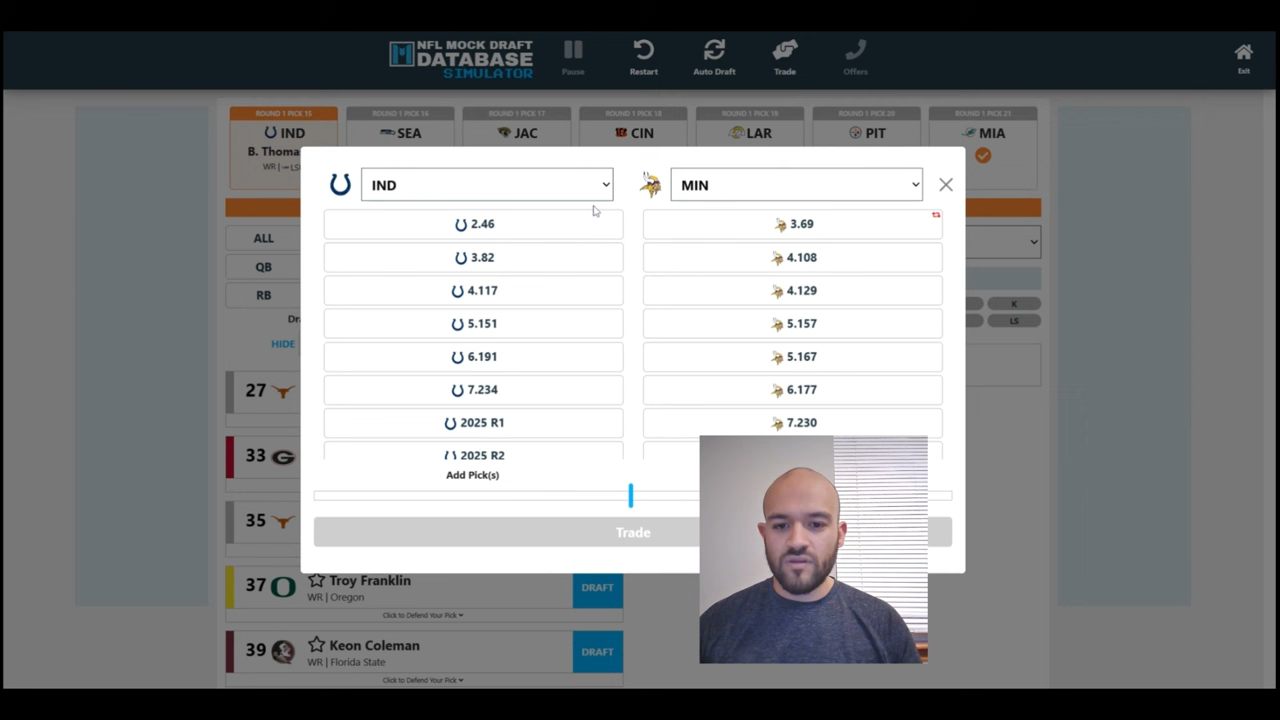 NFL MOCK DRAFT
DATABASE
SIMULATOR
Pause
Restart
Auto Draft
Trade
Offers
Exit
ROUND 1 PICK 15
ROUND 1 PICK 16
ROUND 1 PICK 17
ROUND 1 PICK 18
ROUND 1 PICK 19
ROUND 1 PICK 20
ROUND 1 PICK 21
IND
SEA
JAC
CIN
LAR
PIT
MIA
B. Thoma
WR | LS
IND
MIN
2.46
3.69
3.82
4.108
4.117
4.129
5.151
5.157
6.191
5.167
7.234
6.177
2025 R1
7.230
2025 R2
Add Pick(s)
Trade
ALL
QB
RB
K
LS
Dr
HIDE
27
33
G
35
37
O
Troy Franklin
WR | Oregon
DRAFT
Click to Defend Your Pick
39
Keon Coleman
WR | Florida State
DRAFT
Click to Defend Your Pick